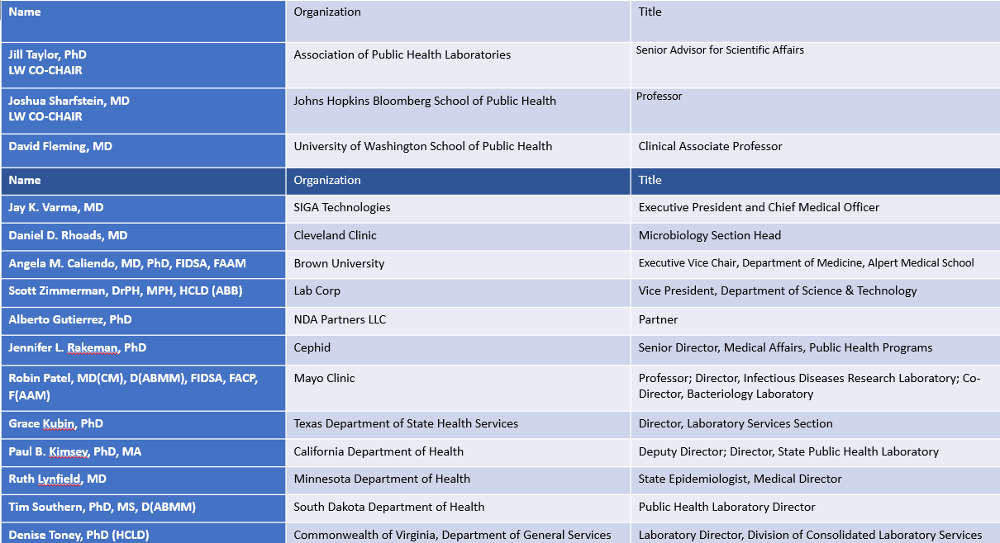 Name Organization Title
Jill Taylor, PhD Association of Public Health Laboratories Senior Advisor for Scientific Affairs
LW CO-CHAIR
Joshua Sharfstein, MD Johns Hopkins Bloomberg School of Public Health Professor
LW CO-CHAIR
David Fleming, MD University of Washington School of Public Health Clinical Associate Professor
Name Organization Title
Jay K. Varma, MD SIGA Technologies Executive President and Chief Medical Officer
Daniel D. Rhoads, MD Cleveland Clinic Microbiology Section Head
Angela M. Caliendo, MD, PhD, FIDSA, FAAM Brown University Executive Vice Chair, Department of Medicine, Alpert Medical School
Scott Zimmerman, DrPH, MPH, HCLD (ABB) Lab Corp Vice President, Department of Science & Technology
Alberto Gutierrez, PhD NDA Partners LLC Partner
Jennifer L. Rakeman, PhD Cephid Senior Director, Medical Affairs, Public Health Programs
Robin Patel, MD(CM), D(ABMM), FIDSA, FACP, Mayo Clinic Professor; Director, Infectious Diseases Research Laboratory; Co-
F(AAM) Director, Bacteriology Laboratory
Grace Kubin, PhD Texas Department of State Health Services Director, Laboratory Services Section
Paul B. Kimsey, PhD, MA California Department of Health Deputy Director; Director, State Public Health Laboratory
Ruth Lynfield, MD Minnesota Department of Health State Epidemiologist, Medical Director
Tim Southern, PhD, MS, D(ABMM) South Dakota Department of Health Public Health Laboratory Director
Denise Toney, PhD (HCLD) Commonwealth of Virginia, Department of General Services Laboratory Director, Division of Consolidated Laboratory Services